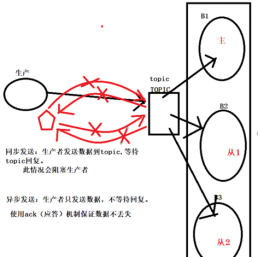 B1
主
生产
topic
TOPIC
B2
从1
同步发送：生产者发送数据到topic,等待
topic回复。
此情况会阻塞生产者
B3
异步发送：生产者只发送数据，不等待回复。
从2
使用ack（应答）机制保证数据不丢失